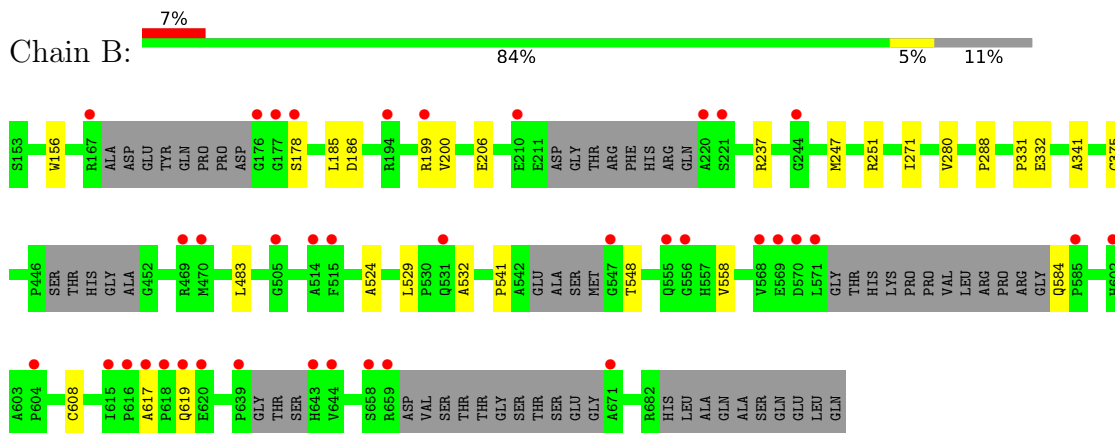 7%
Chain B:
84% 5% 11%
S153 W156 R167 ALA ASP GLU TYR GLN PRO PRO ASP G176 G177 S178 L185 D186 R194 R199 V200 E206 E210 E211 ASP GLY THR ARG PHE HIS ARG GLN A220 S221 R237 G244 M247 R251 I271 V280 P288 P331 E332 A341
P446 SER THR HIS GLY ALA G452 R469 M470 L483 G505 A514 F515 A524 L529 P530 Q531 A532 P541 A542 GLU ALA SER MET G547 T548 Q555 G556 H557 V558 V568 E569 D570 L571 GLY THR HIS LYS PRO PRO VAL LEU ARG PRO ARG GLY Q584 P585 H602
A603 P604 C608 I615 P616 A617 P618 Q619 E620 P639 GLY THR SER H643 V644 S658 R659 ASP VAL SER THR THR GLY SER THR SER GLU GLY A671 R682 HIS LEU ALA GLN ALA SER GLN GLU LEU GLN